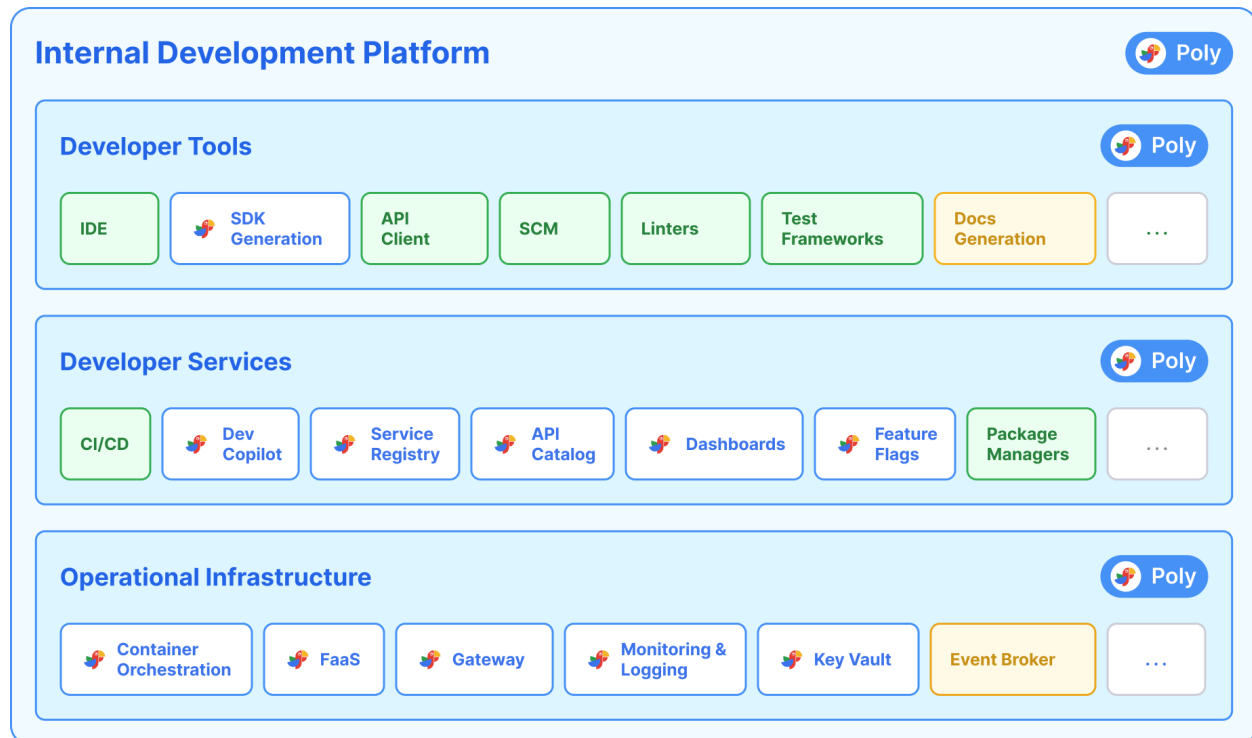 Internal Development Platform
Poly
Developer Tools
Poly
IDE
SDK
Generation
API
Client
SCM
Linters
Test
Frameworks
Docs
Generation
...
Developer Services
Poly
CI/CD
Dev
Copilot
Service
Registry
API
Catalog
Dashboards
Feature
Flags
Package
Managers
...
Operational Infrastructure
Poly
Container
Orchestration
FaaS
Gateway
Monitoring &
Logging
Key Vault
Event Broker
...